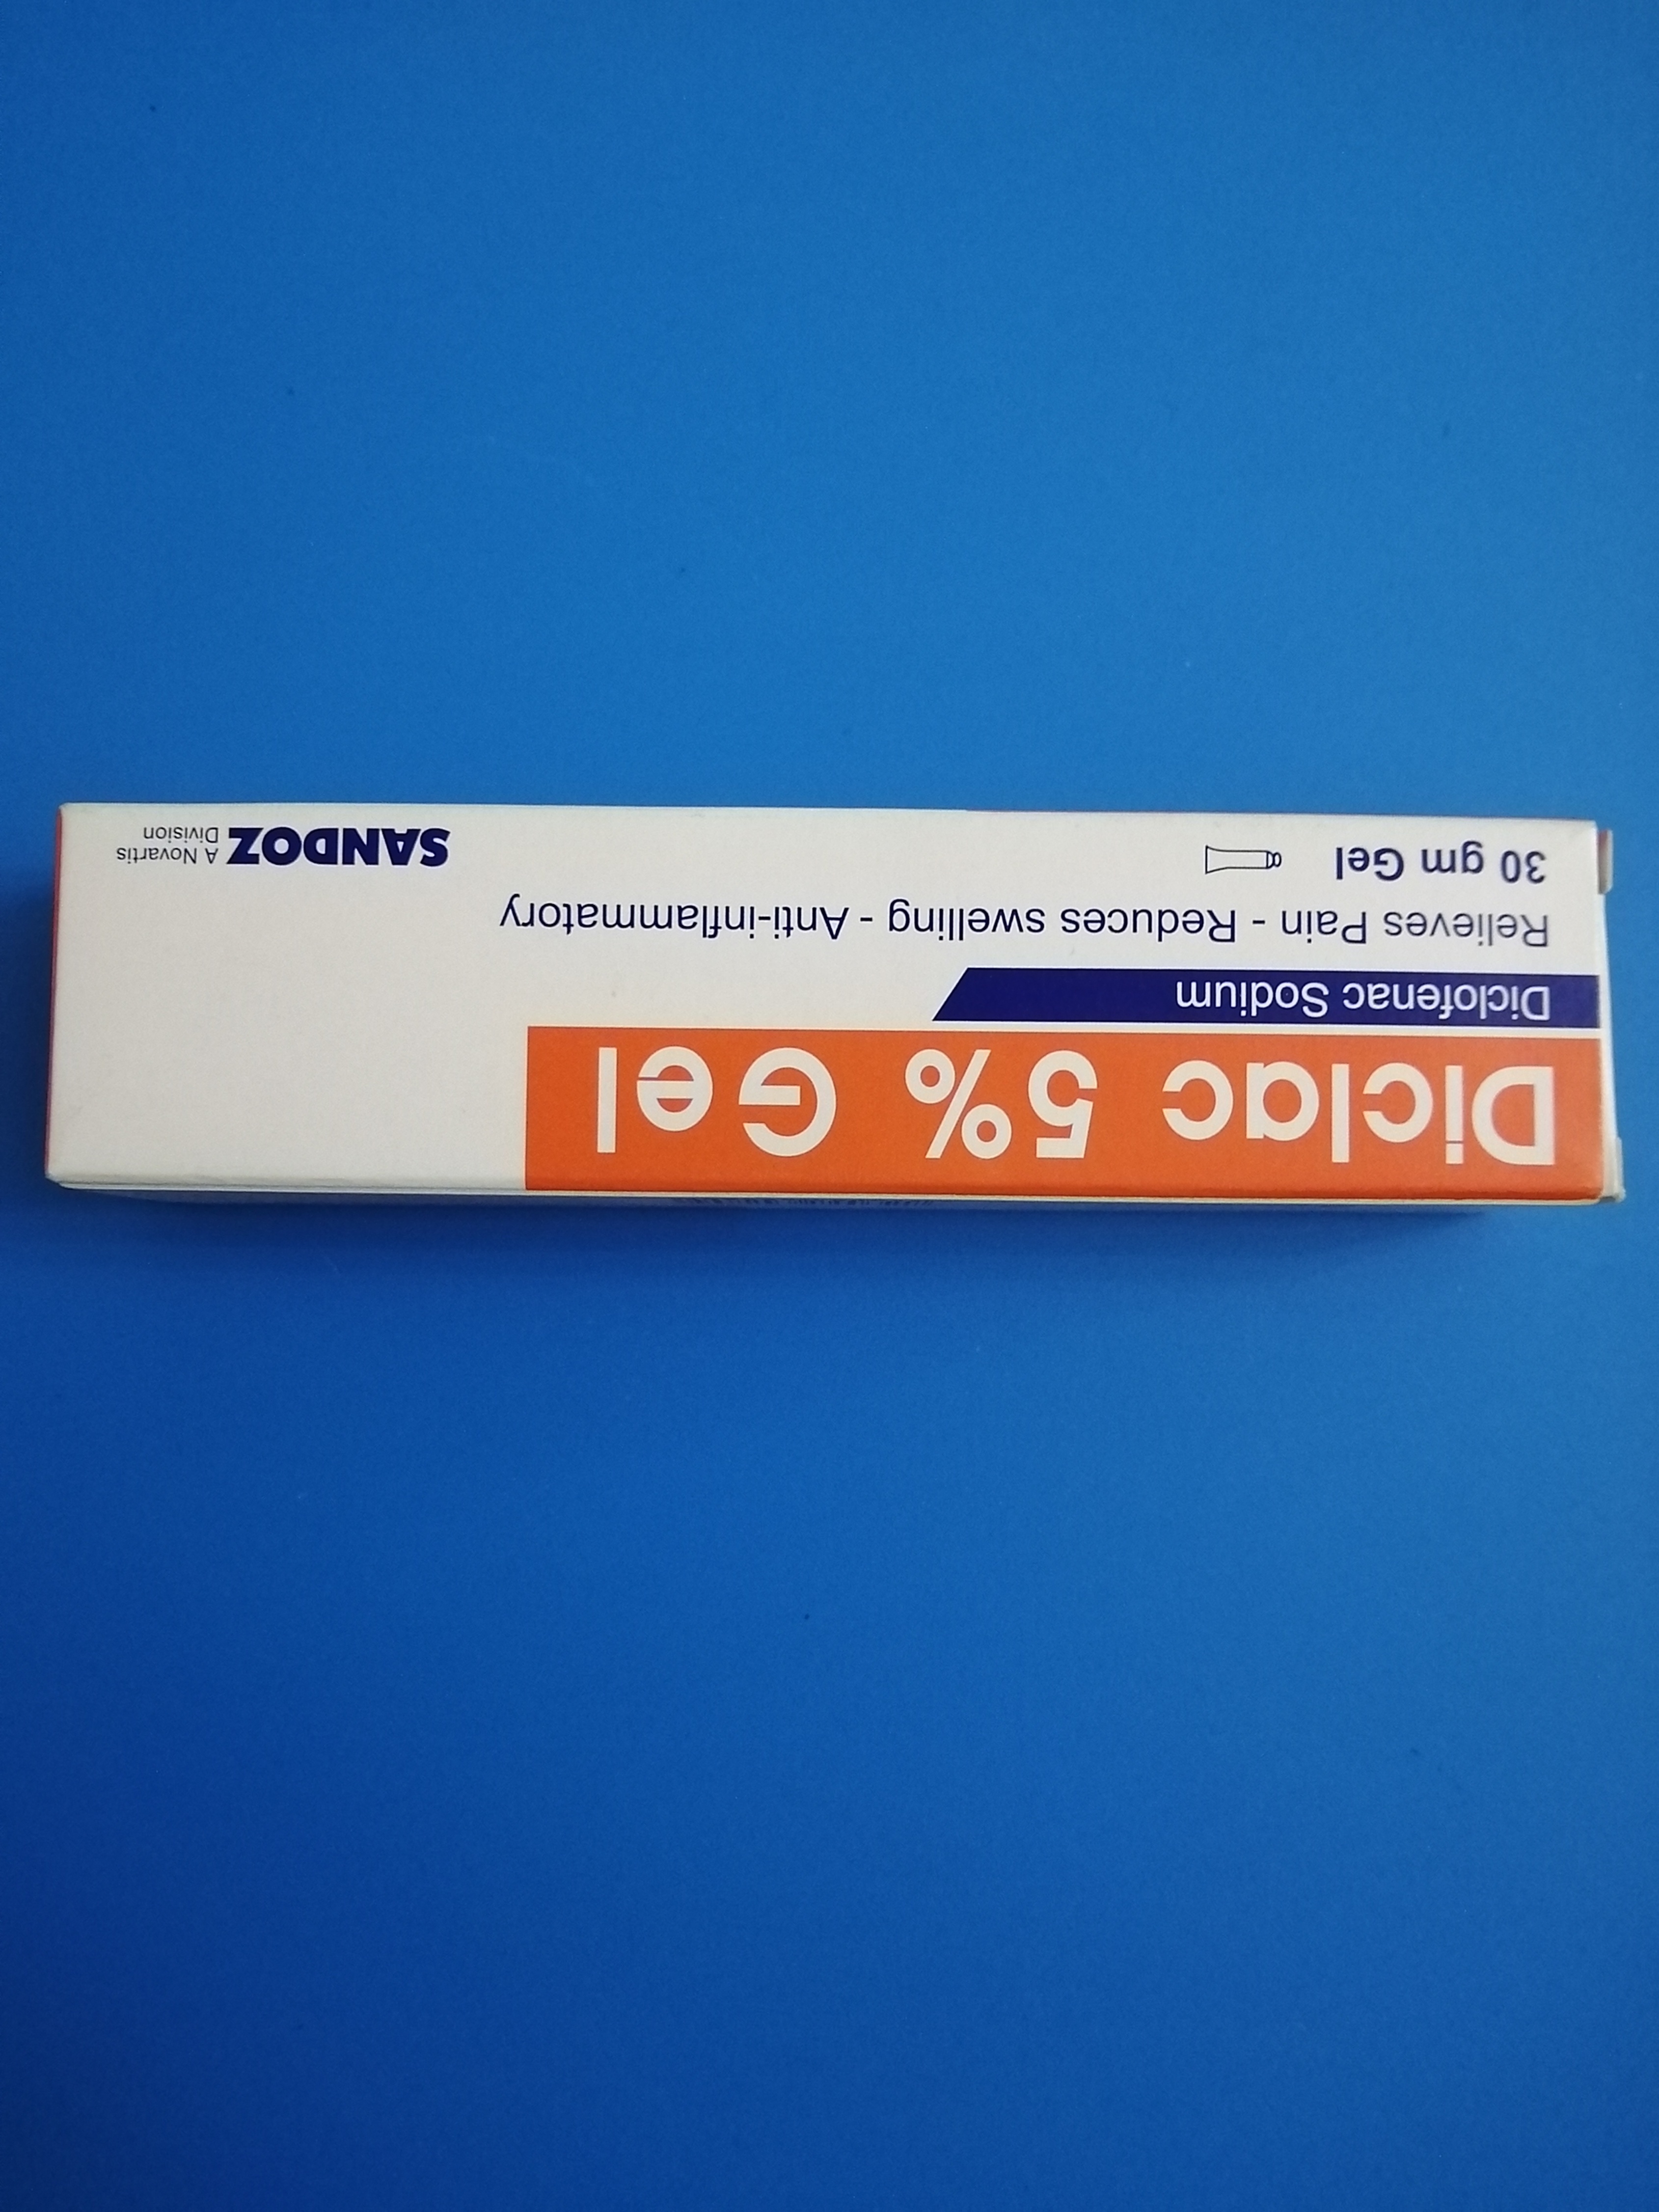 Diclac 5% Gel
Diclofenac Sodium
Relieves Pain - Reduces swelling - Anti-inflammatory
30 gm Gel
SANDOZ
A Novartis
Division